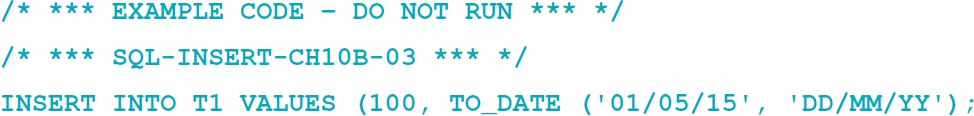 /* *** EXAMPLE CODE – DO NOT RUN *** */
/* *** SQL-INSERT-CH10B-03 *** */
INSERT INTO T1 VALUES (100, TO_DATE ('01/05/15', 'DD/MM/YY');